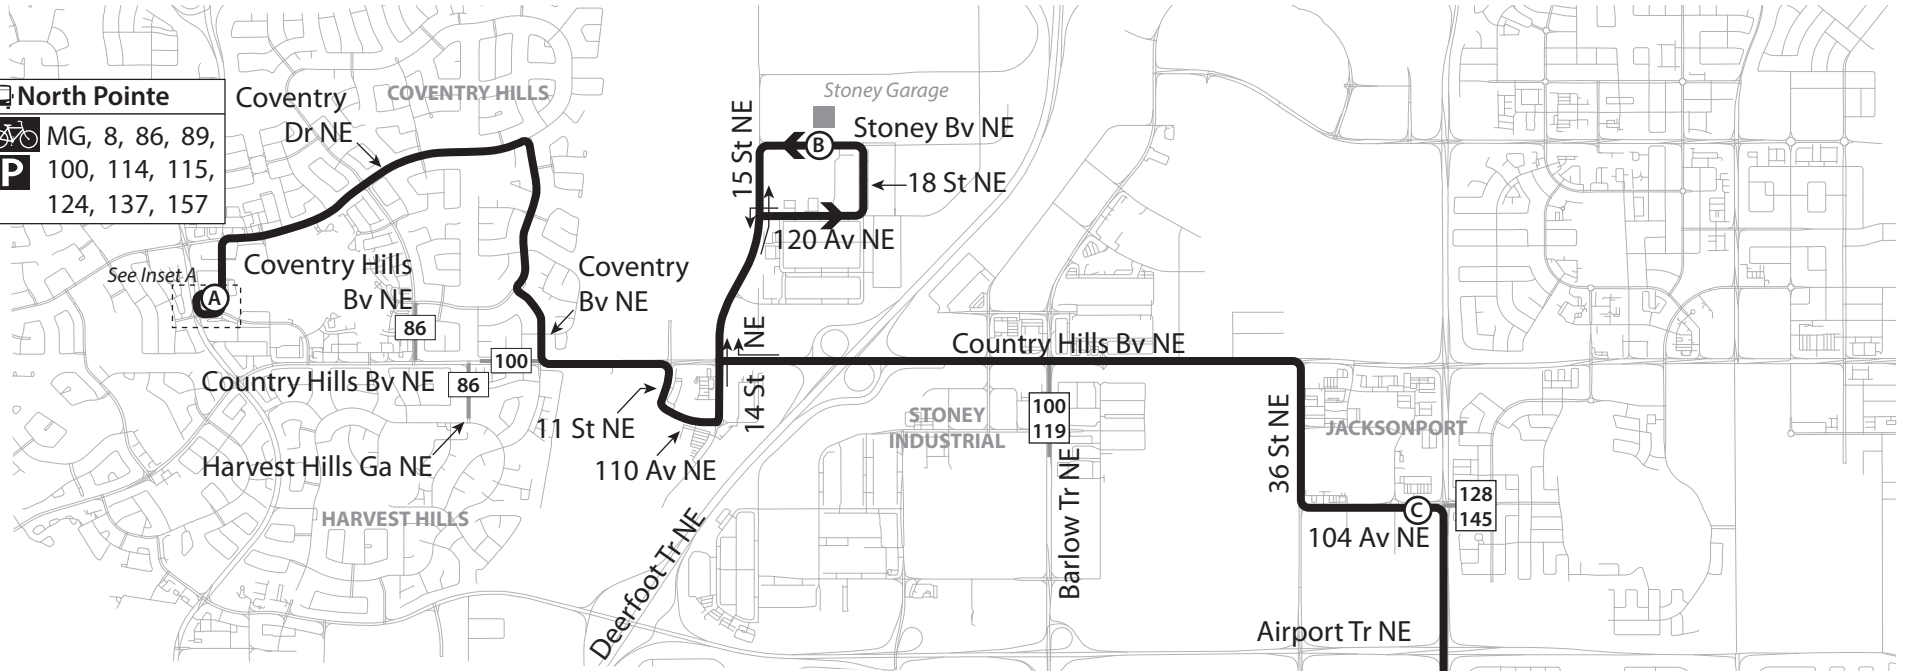 North Pointe
MG, 8, 86, 89,
P 100, 114, 115,
124, 137, 157
Coventry
Dr NE
COVENTRY HILLS
Stoney Garage
Stoney Bv NE
B
15 St NE
18 St NE
120 Av NE
See Inset A
A
Coventry Hills
Bv NE
86
Coventry
Bv NE
100
Country Hills Bv NE
86
Country Hills Bv NE
14 St NE
11 St NE
110 Av NE
Harvest Hills Ga NE
HARVEST HILLS
STONEY
INDUSTRIAL
100
119
Barlow Tr NE
Deerfoot Tr NE
36 St NE
JACKSONPORT
C
128
145
104 Av NE
Airport Tr NE